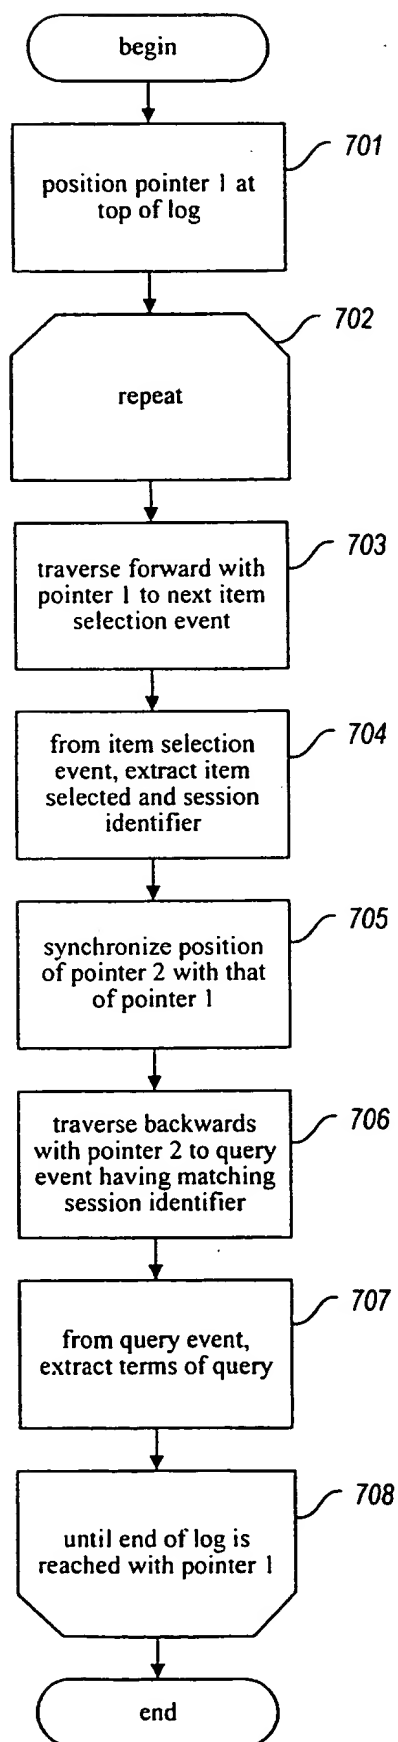 begin
701
position pointer 1 at
top of log
702
repeat
703
traverse forward with
pointer 1 to next item
selection event
704
from item selection
event, extract item
selected and session
identifier
705
synchronize position
of pointer 2 with that
of pointer 1
706
traverse backwards
with pointer 2 to query
event having matching
session identifier
707
from query event,
extract terms of query
708
until end of log is
reached with pointer 1
end